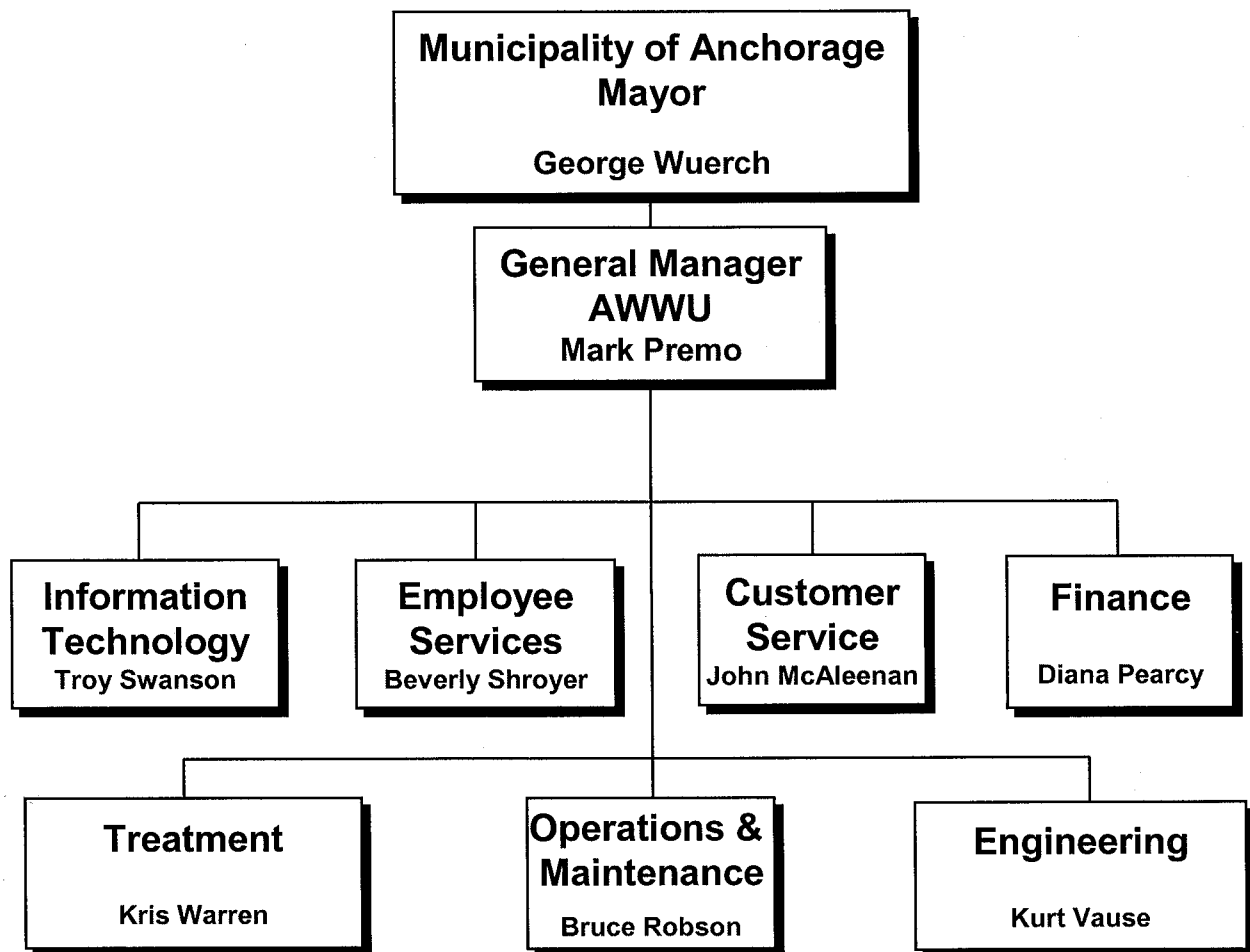 Municipality of Anchorage
Mayor
George Wuerch
General Manager
AWWU
Mark Premo
Information
Technology
Troy Swanson
Employee
Services
Beverly Shroyer
Customer
Service
John McAleenan
Finance
Diana Pearcy
Treatment
Kris Warren
Operations &
Maintenance
Bruce Robson
Engineering
Kurt Vause